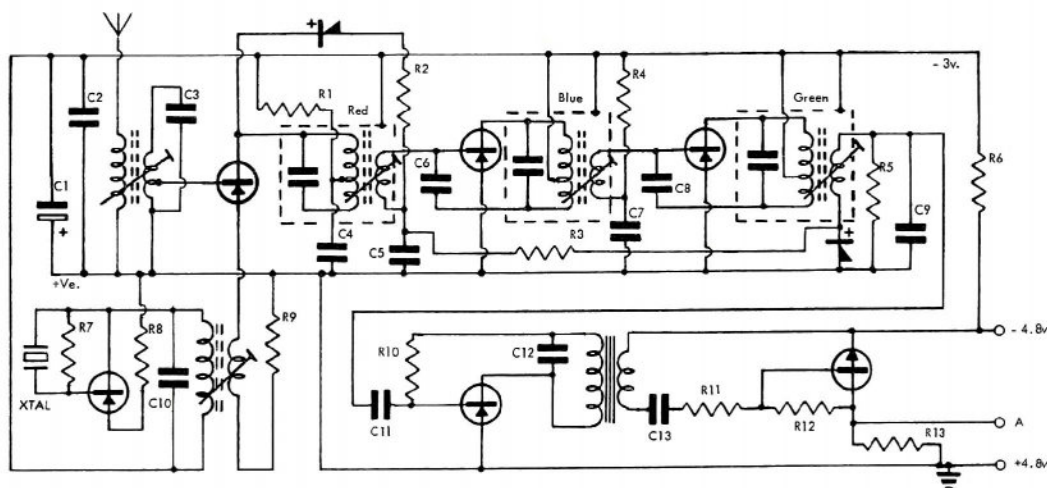 +
R2
R4
- 3v.
C2
C3
R1
Red
Blue
Green
C1
C6
C8
R5
R6
+
C4
C5
R3
C7
+
C9
+Ve.
R7
R8
R9
- 4.8v
XTAL
C10
R10
C12
C11
C13
R11
R12
A
R13
+4.8v